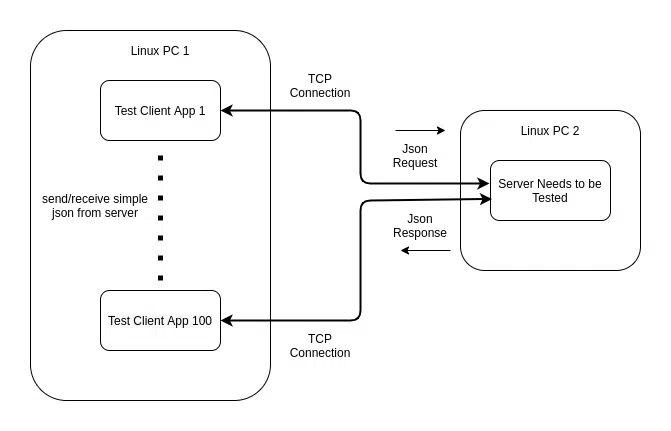 Linux PC 1
Test Client App 1
send/receive simple
json from server
Test Client App 100
TCP
Connection
Json
Request
Json
Response
TCP
Connection
Linux PC 2
Server Needs to be
Tested